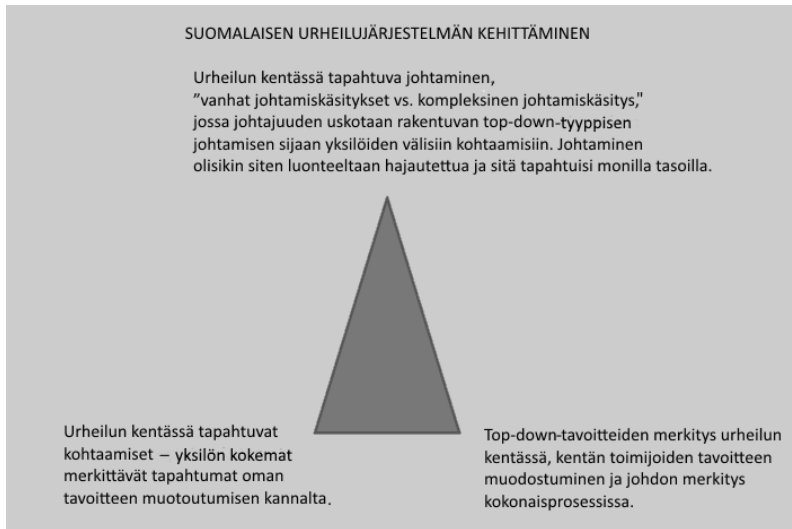 SUOMALAISEN URHEILUJÄRJESTELMÄN KEHITTÄMINEN
Urheilun kentässä tapahtuva johtaminen,
”vanhat johtamiskäsitykset vs. kompleksinen johtamiskäsitys,"
jossa johtajuuden uskotaan rakentuvan top-down-tyyppisen
johtamisen sijaan yksilöiden välisiin kohtaamisiin. Johtaminen
olisikin siten luonteeltaan hajautettua ja sitä tapahtuisi monilla tasoilla.
Urheilun kentässä tapahtuvat
kohtaamiset – yksilön kokemat
merkittävät tapahtumat oman
tavoitteen muotoutumisen kannalta.
Top-down-tavoitteiden merkitys urheilun
kentässä, kentän toimijoiden tavoitteen
muodostuminen ja johdon merkitys
kokonaisprosessissa.